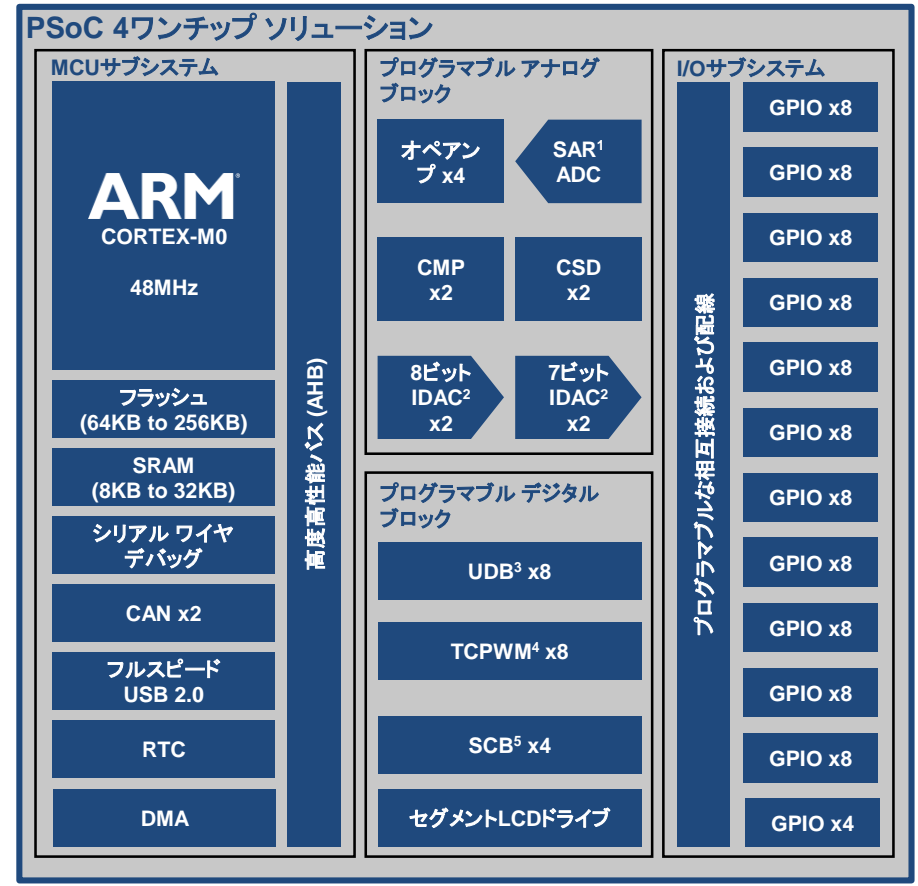 PSoC 4ワンチップ ソリューション
MCUサブシステム
ARM
CORTEX-M0
48MHz
フラッシュ
(64KB to 256KB)
SRAM
(8KB to 32KB)
シリアル ワイヤ
デバッグ
CAN x2
フルスピード
USB 2.0
RTC
DMA
高度高性能バス (AHB)
プログラマブル アナログ
ブロック
オペアン
プ x4
SAR¹
ADC
CMP
x2
CSD
x2
8ビット
IDAC²
x2
7ビット
IDAC²
x2
プログラマブル デジタル
ブロック
UDB³ x8
TCPWM⁴ x8
SCB⁵ x4
セグメントLCDドライブ
I/Oサブシステム
プログラマブルな相互接続および配線
GPIO x8
GPIO x8
GPIO x8
GPIO x8
GPIO x8
GPIO x8
GPIO x8
GPIO x8
GPIO x8
GPIO x8
GPIO x8
GPIO x4